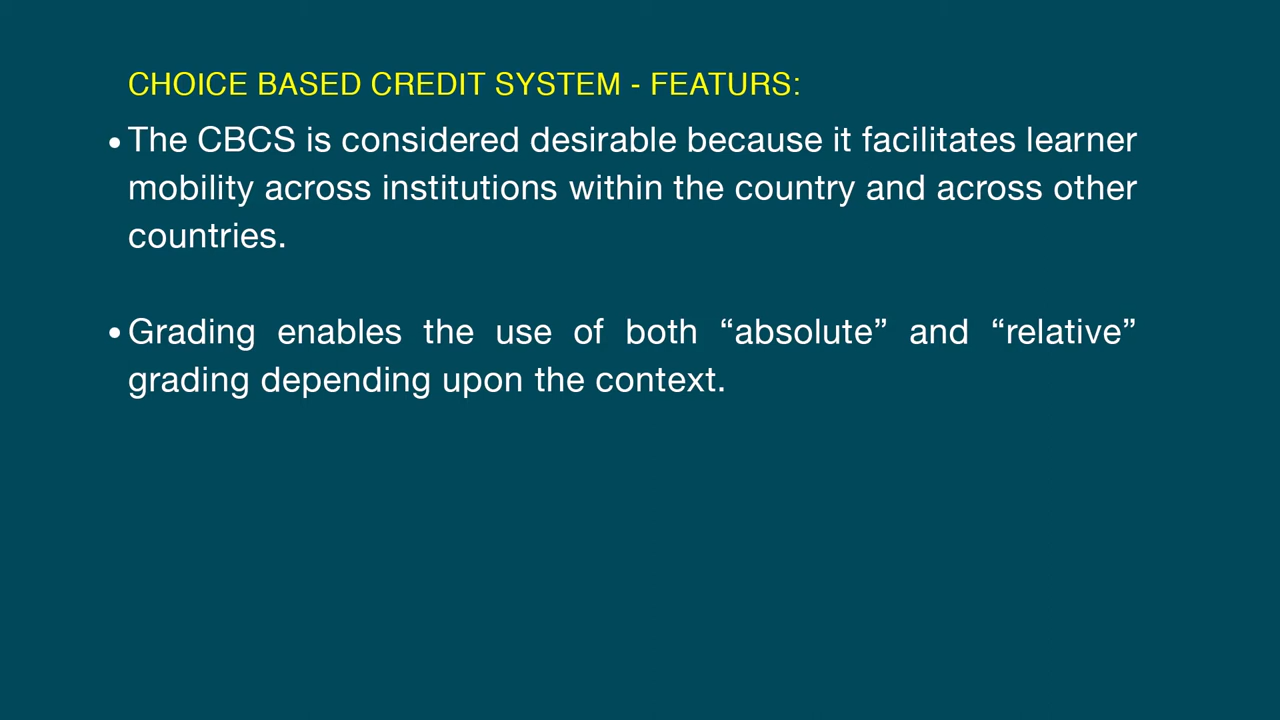 CHOICE BASED CREDIT SYSTEM - FEATURS:
• The CBCS is considered desirable because it facilitates learner
mobility across institutions within the country and across other
countries.
• Grading enables the use of both “absolute” and “relative”
grading depending upon the context.